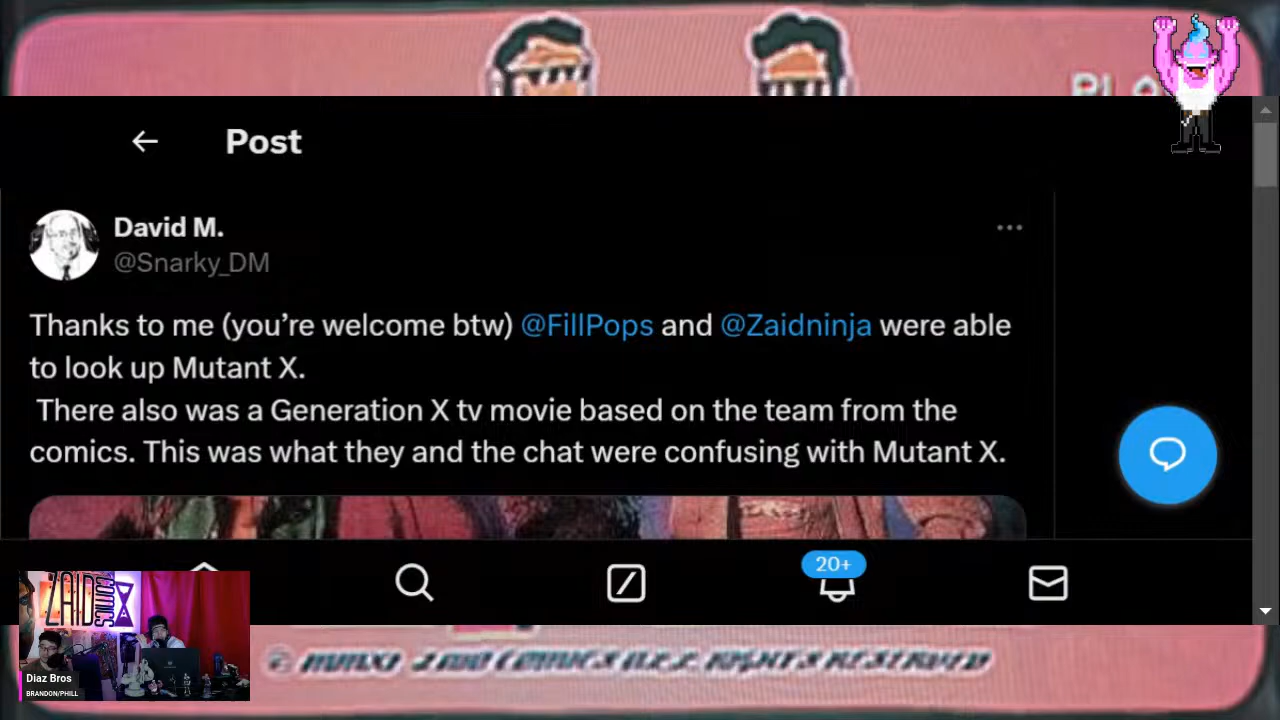 Post
David M.
@Snarky_DM
Thanks to me (you’re welcome btw) @FillPops and @Zaidninja were able
to look up Mutant X.
There also was a Generation X tv movie based on the team from the
comics. This was what they and the chat were confusing with Mutant X.
20+
ZAID
COMICS
Diaz Bros
BRANDON/PHILL